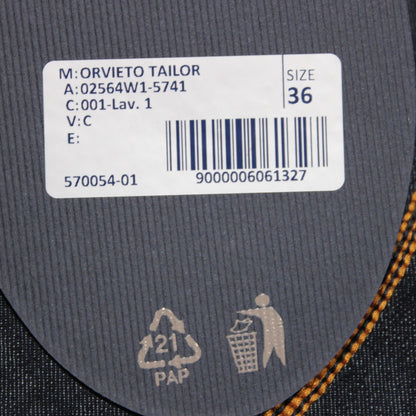 M:ORVIETO TAILOR
A:02564W1-5741
C:001-Lav. 1
V:C
E:
SIZE
36
570054-01
9000006061327
21
PAP